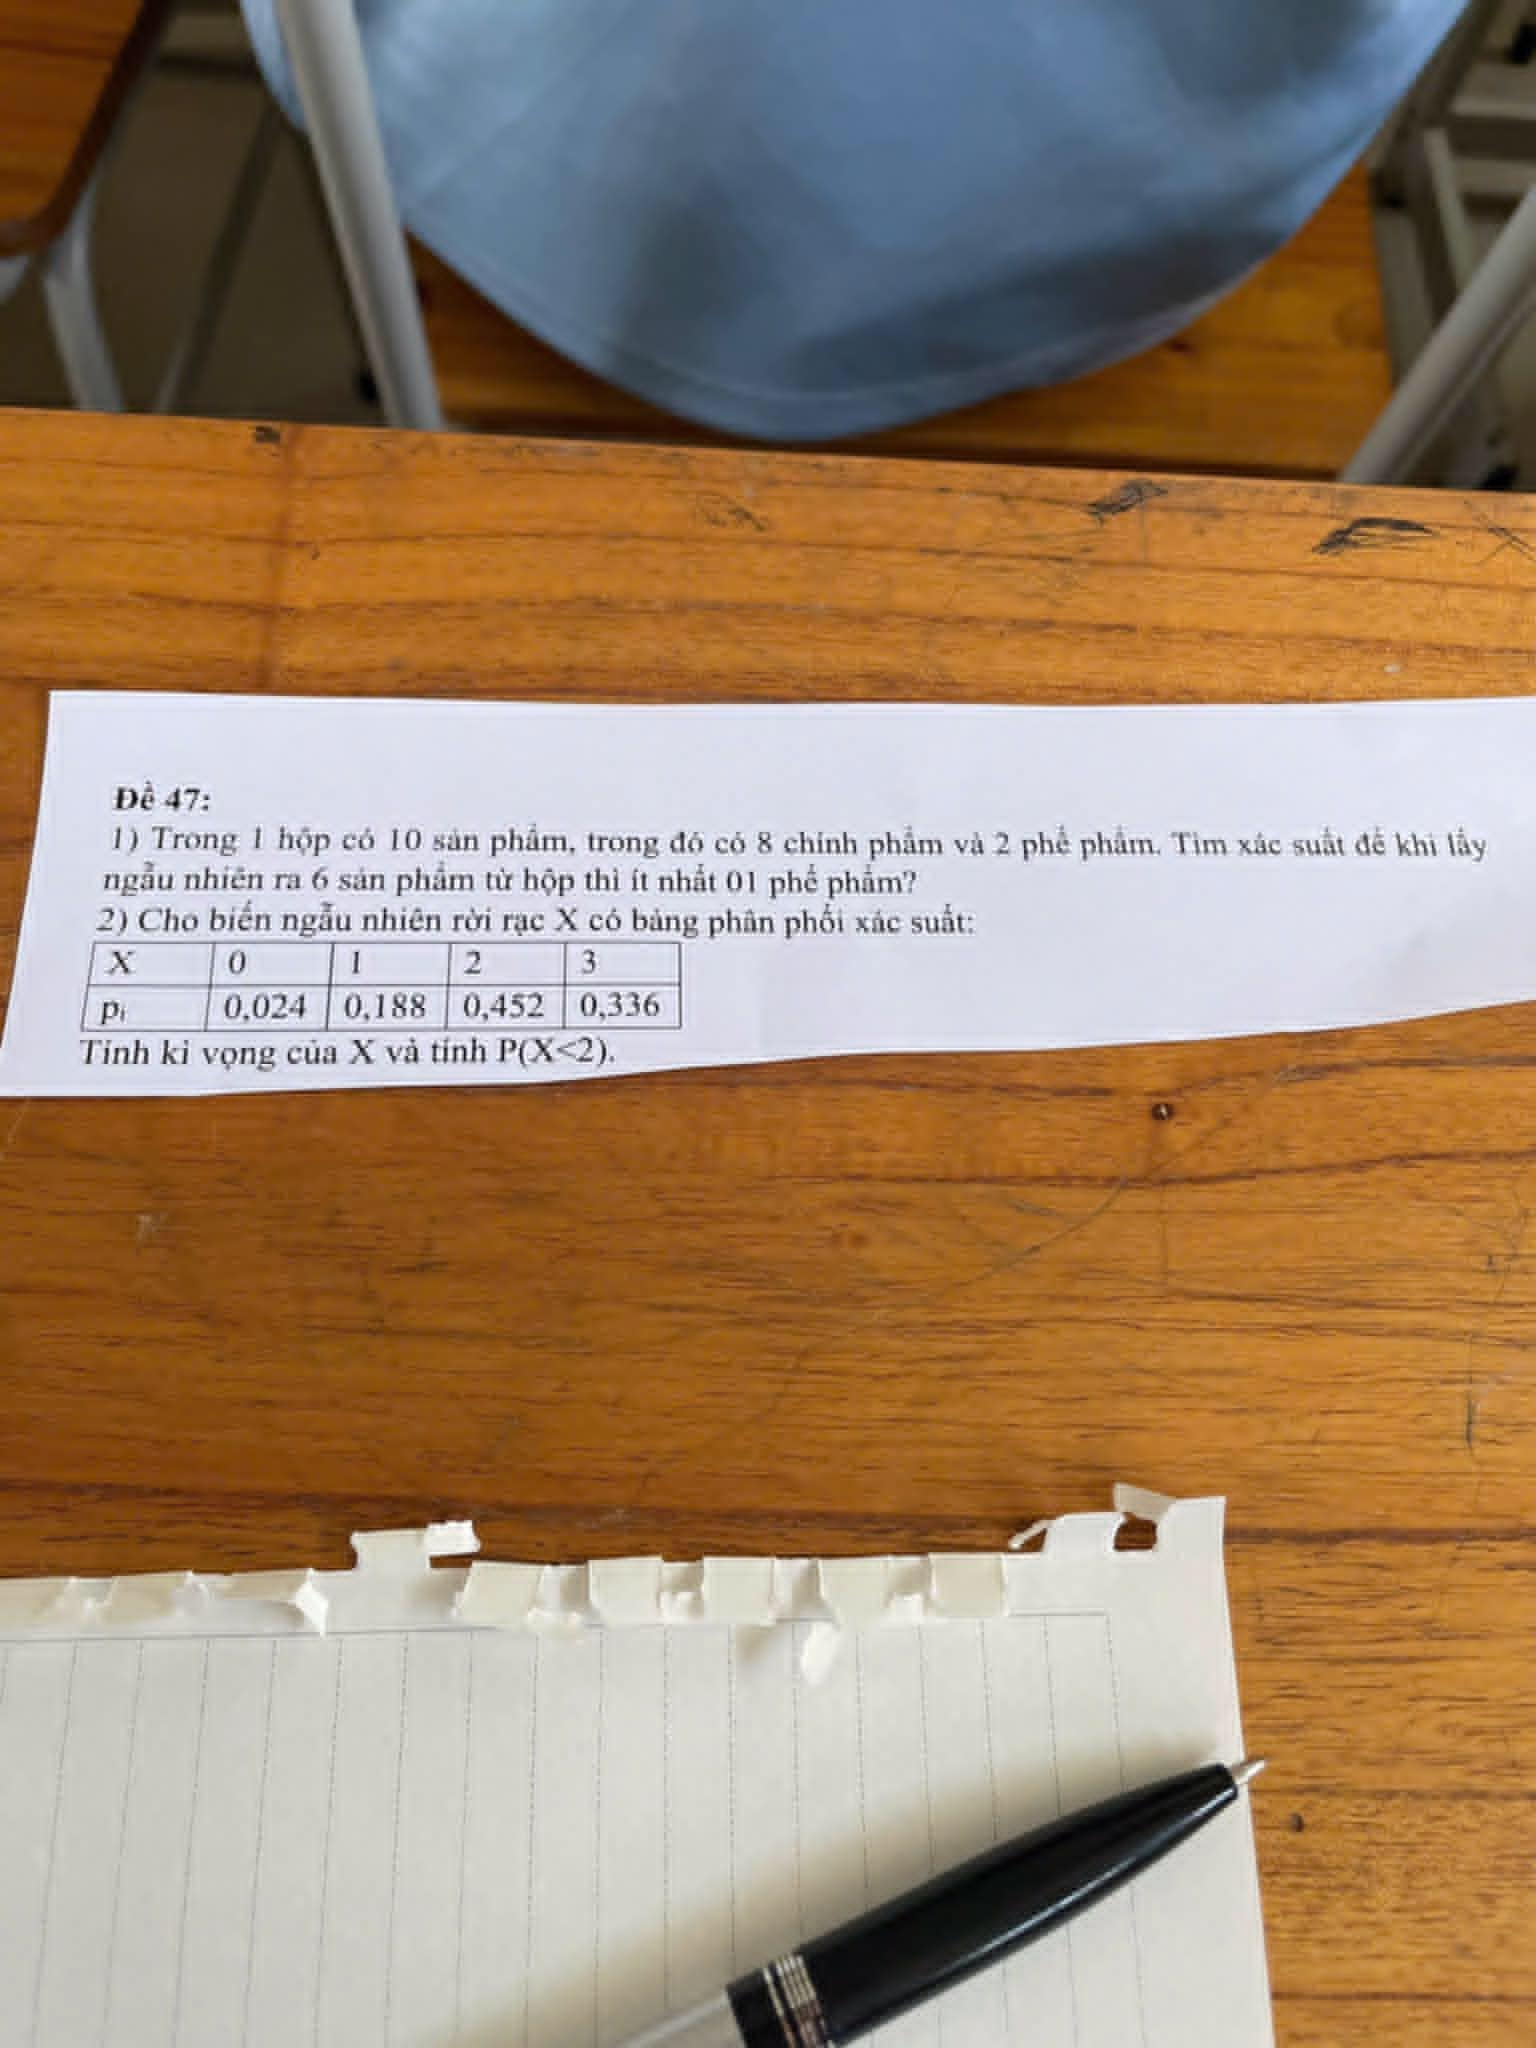 Đề 47:
1) Trong 1 hộp có 10 sản phẩm, trong đó có 8 chính phẩm và 2 phế phẩm. Tìm xác suất để khi lấy
ngẫu nhiên ra 6 sản phẩm từ hộp thì ít nhất 01 phế phẩm?
2) Cho biến ngẫu nhiên rời rạc X có bảng phân phối xác suất:
X 0 1 2 3
pᵢ 0,024 0,188 0,452 0,336
Tính kì vọng của X và tính P(X<2).